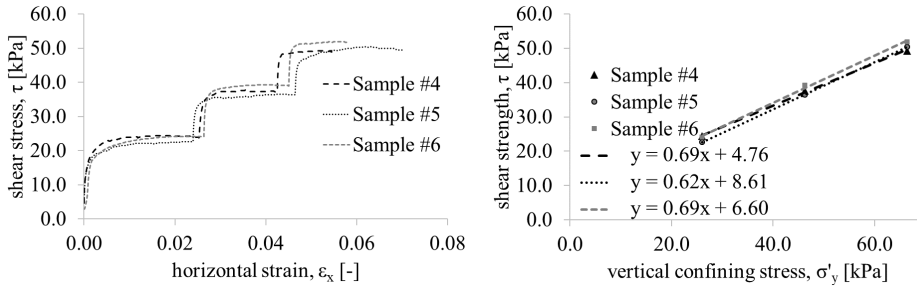 shear stress, τ [kPa]
60.0
50.0
40.0
30.0
20.0
10.0
0.0
0.00
0.02
0.04
0.06
0.08
horizontal strain, εx [-]
Sample #4
Sample #5
Sample #6
shear strength, τ [kPa]
60.0
50.0
40.0
30.0
20.0
10.0
0.0
0.0
20.0
40.0
60.0
vertical confining stress, σ'y [kPa]
Sample #4
Sample #5
Sample #6
y = 0.69x + 4.76
y = 0.62x + 8.61
y = 0.69x + 6.60